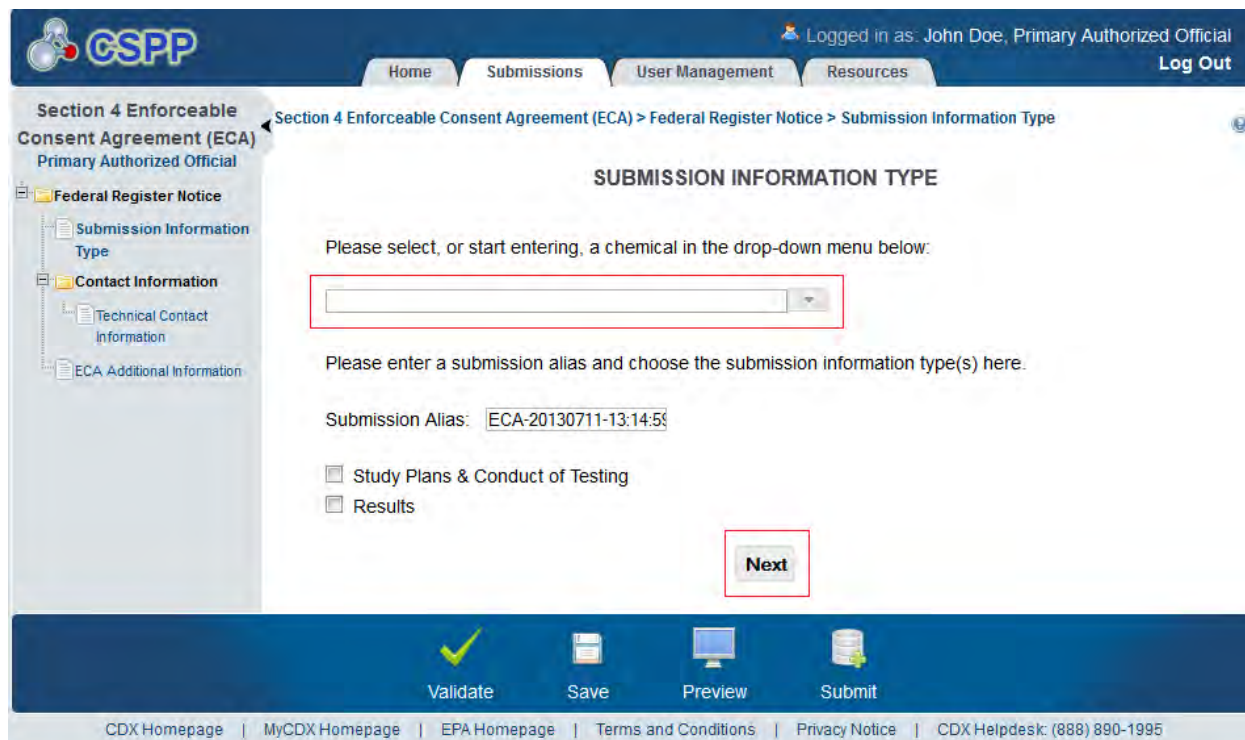 CSPP
Logged in as: John Doe, Primary Authorized Official
Log Out
Home
Submissions
User Management
Resources
Section 4 Enforceable
Consent Agreement (ECA)
Primary Authorized Official
Federal Register Notice
Submission Information
Type
Contact Information
Technical Contact
Information
ECA Additional Information
Section 4 Enforceable Consent Agreement (ECA) > Federal Register Notice > Submission Information Type
SUBMISSION INFORMATION TYPE
Please select, or start entering, a chemical in the drop-down menu below:
Please enter a submission alias and choose the submission information type(s) here.
Submission Alias: ECA-20130711-13:14:59
Study Plans & Conduct of Testing
Results
Next
Validate
Save
Preview
Submit
CDX Homepage | MyCDX Homepage | EPA Homepage | Terms and Conditions | Privacy Notice | CDX Helpdesk: (888) 890-1995